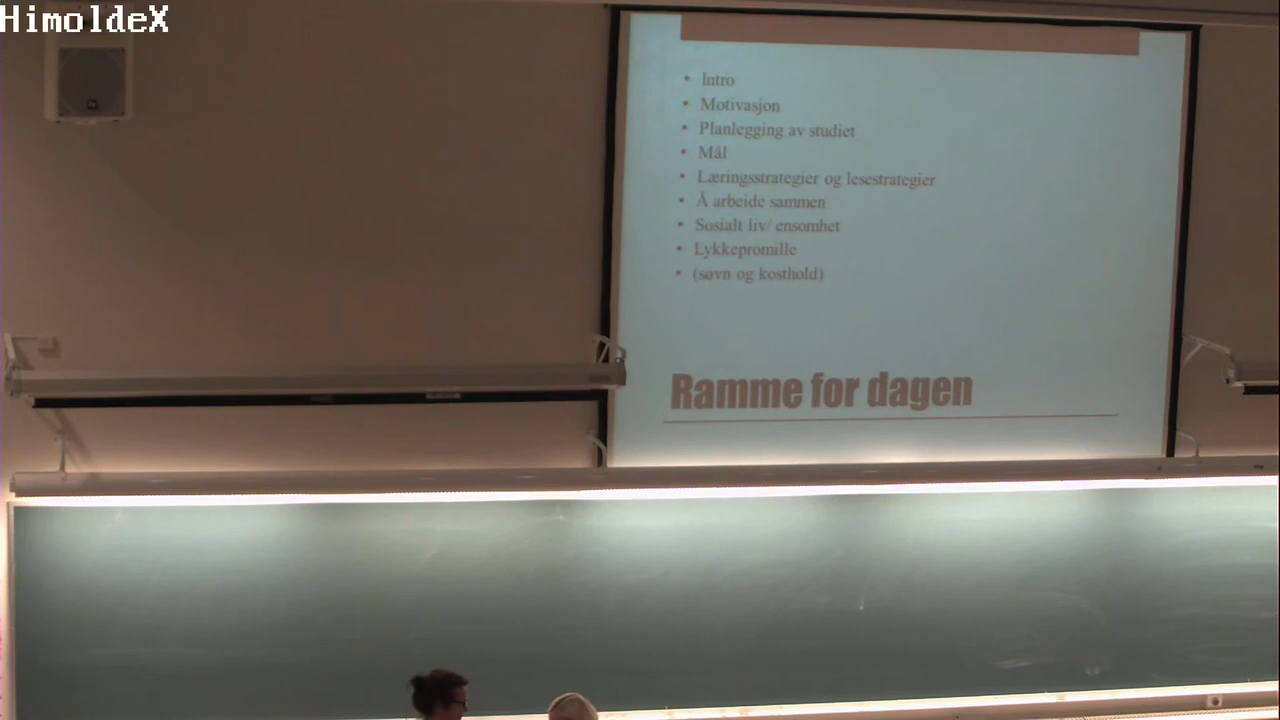 HimoldeX
• Intro
• Motivasjon
• Planlegging av studiet
• Mål
• Læringsstrategier og lesestrategier
• Å arbeide sammen
• Sosialt liv/ ensomhet
• Lykkepromille
• (søvn og kosthold)
Ramme for dagen